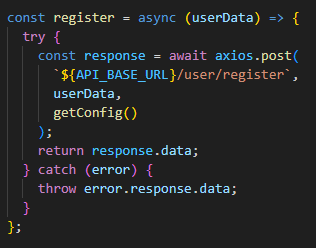 const register = async (userData) => {
  try {
    const response = await axios.post(
      `${API_BASE_URL}/user/register`,
      userData,
      getConfig()
    );
    return response.data;
  } catch (error) {
    throw error.response.data;
  }
};